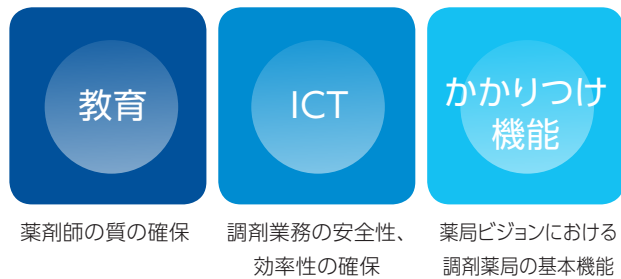 教育
ICT
かかりつけ
機能
薬剤師の質の確保
調剤業務の安全性、
効率性の確保
薬局ビジョンにおける
調剤薬局の基本機能